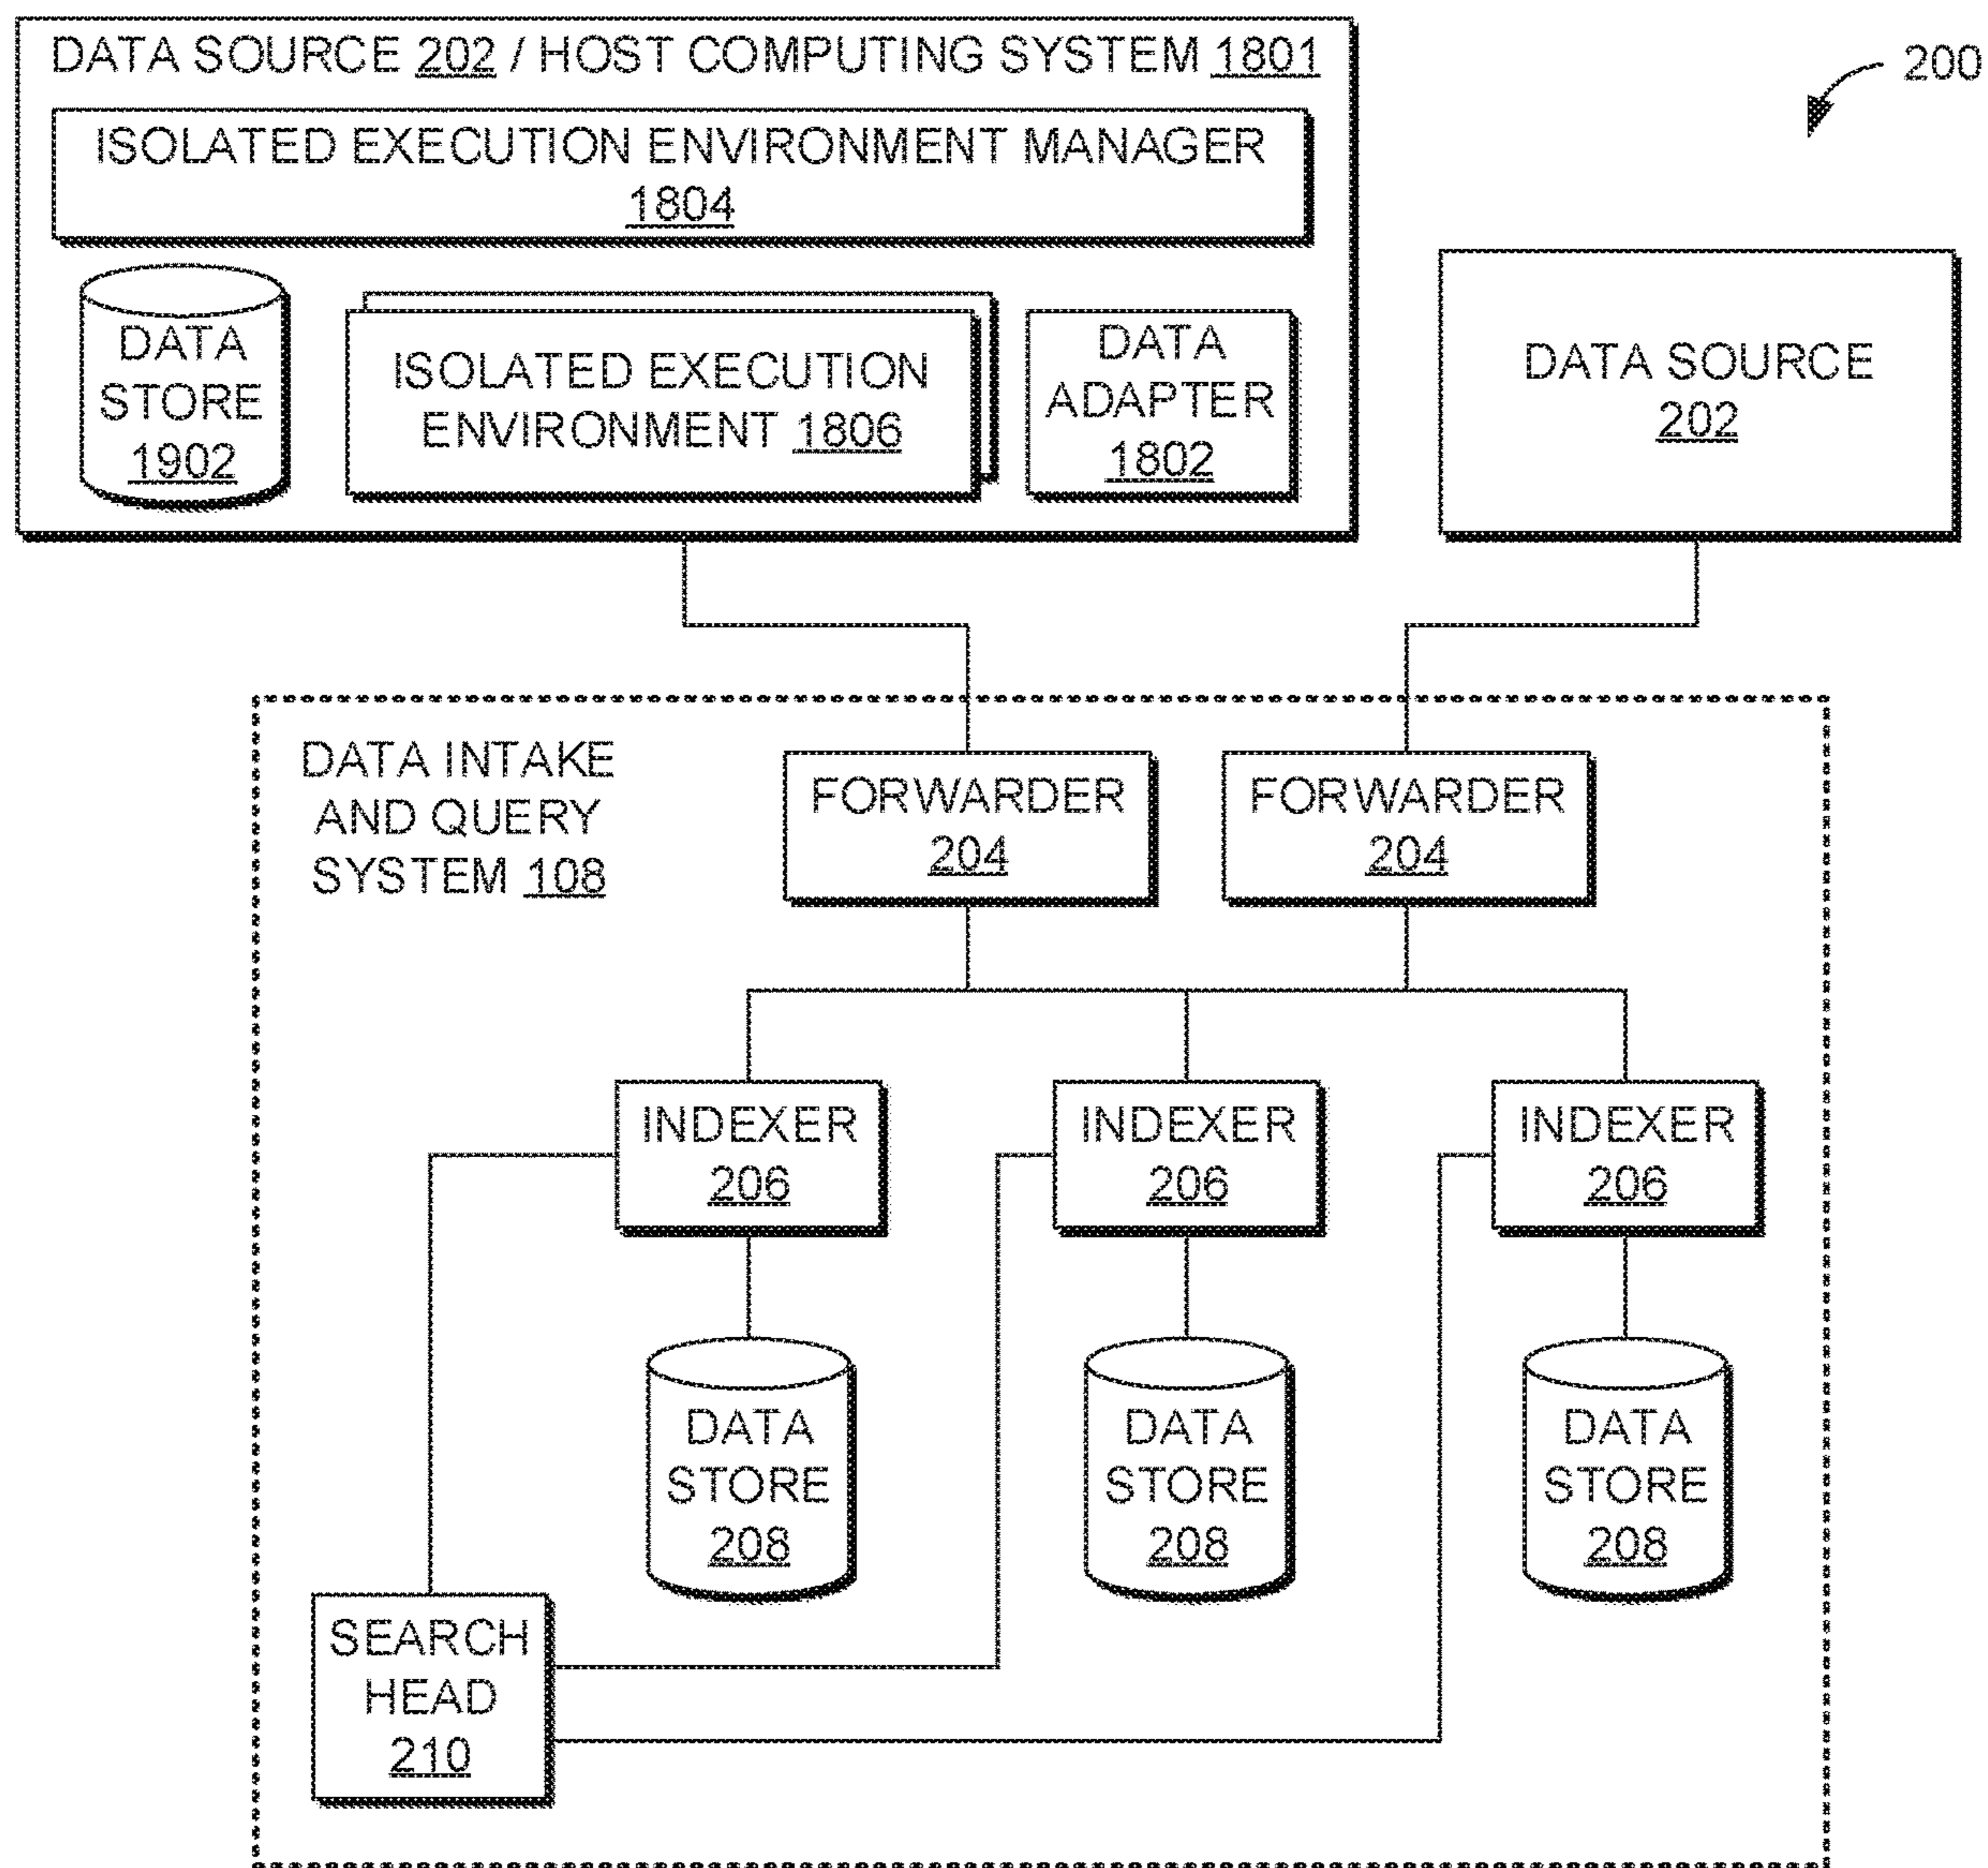 DATA SOURCE 202 / HOST COMPUTING SYSTEM 1801
200
ISOLATED EXECUTION ENVIRONMENT MANAGER
1804
DATA
STORE
1902
ISOLATED EXECUTION
ENVIRONMENT 1806
DATA
ADAPTER
1802
DATA SOURCE
202
DATA INTAKE
AND QUERY
SYSTEM 108
FORWARDER
204
FORWARDER
204
INDEXER
206
INDEXER
206
INDEXER
206
DATA
STORE
208
DATA
STORE
208
DATA
STORE
208
SEARCH
HEAD
210